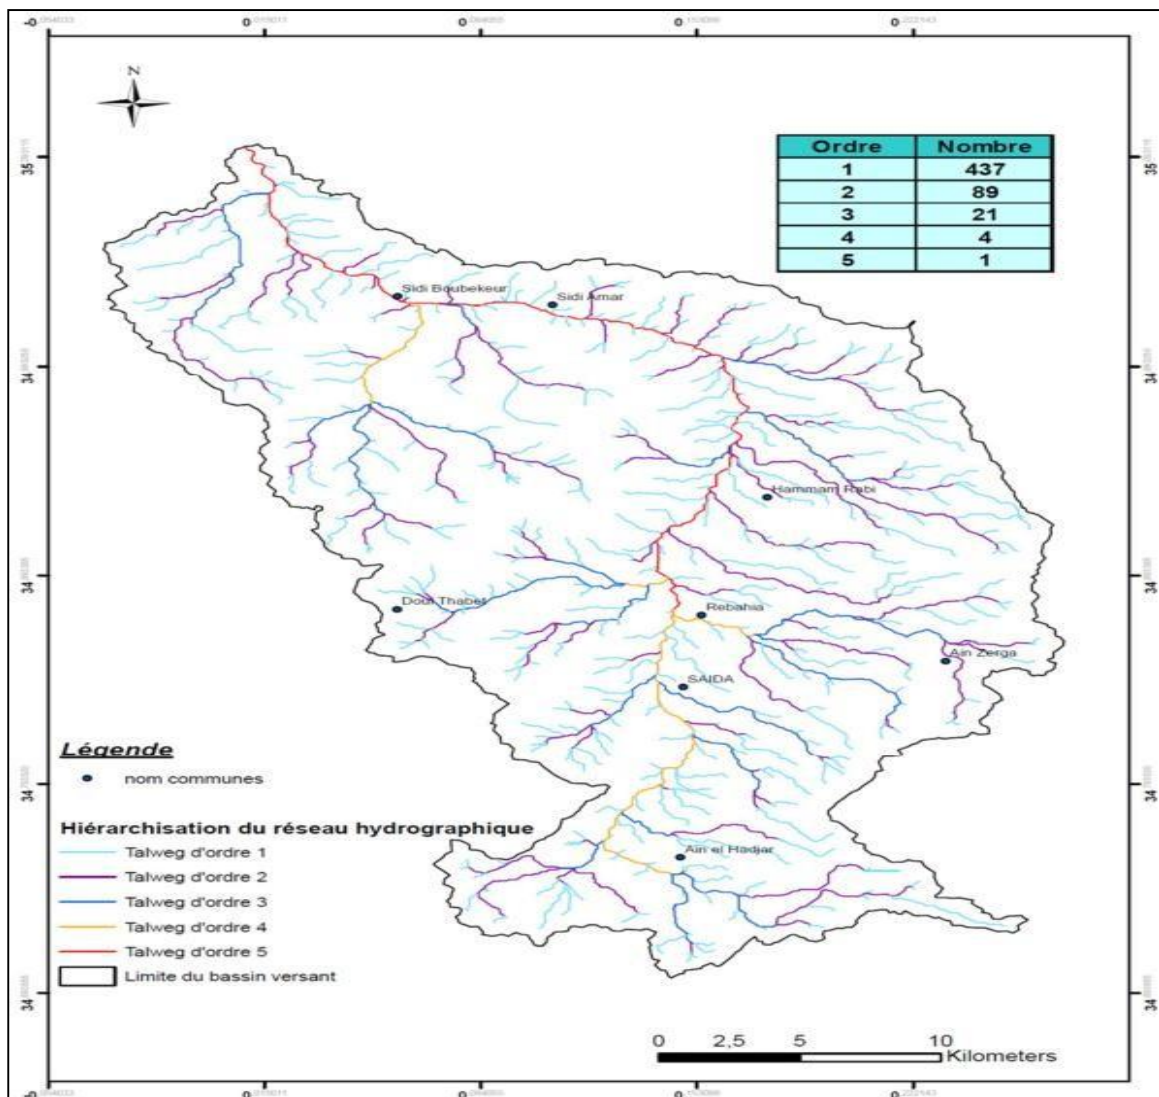 N
Ordre Nombre
1 437
2 89
3 21
4 4
5 1
Sidi Boubekeur
Sidi Amar
Hammam Rabi
Doui Thabet
Rebahia
Ain Zerga
SAIDA
Ain el Hadjar
Légende
nom communes
Hiérarchisation du réseau hydrographique
Talweg d'ordre 1
Talweg d'ordre 2
Talweg d'ordre 3
Talweg d'ordre 4
Talweg d'ordre 5
Limite du bassin versant
0 2,5 5 10
Kilometers